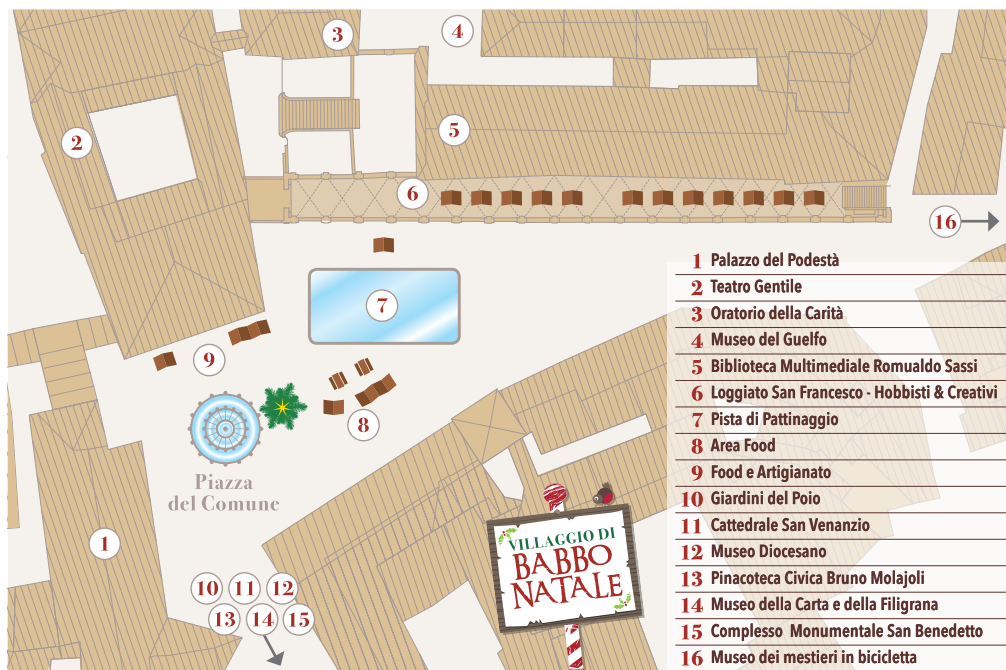 3
4
2
5
6
16
7
9
8
Piazza
del Comune
1
10 11 12
13 14 15
VILLAGGIO DI
BABBO
NATALE
1 Palazzo del Podestà
2 Teatro Gentile
3 Oratorio della Carità
4 Museo del Guelfo
5 Biblioteca Multimediale Romualdo Sassi
6 Loggiato San Francesco - Hobbisti & Creativi
7 Pista di Pattinaggio
8 Area Food
9 Food e Artigianato
10 Giardini del Poio
11 Cattedrale San Venanzio
12 Museo Diocesano
13 Pinacoteca Civica Bruno Molajoli
14 Museo della Carta e della Filigrana
15 Complesso Monumentale San Benedetto
16 Museo dei mestieri in bicicletta